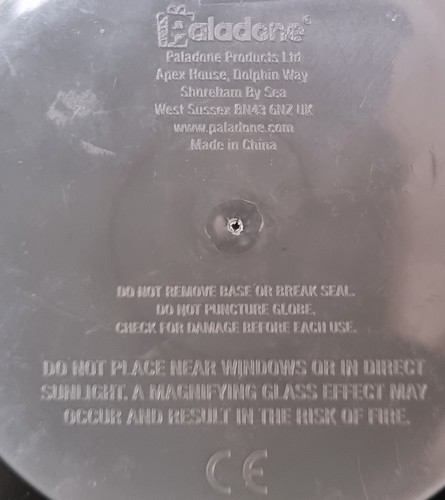 Paladone®
Paladone Products Ltd
Apex House, Dolphin Way
Shoreham By Sea
West Sussex BN43 6NZ UK
www.paladone.com
Made in China
DO NOT REMOVE BASE OR BREAK SEAL.
DO NOT PUNCTURE GLOBE.
CHECK FOR DAMAGE BEFORE EACH USE.
DO NOT PLACE NEAR WINDOWS OR IN DIRECT
SUNLIGHT. A MAGNIFYING GLASS EFFECT MAY
OCCUR AND RESULT IN THE RISK OF FIRE.
CE